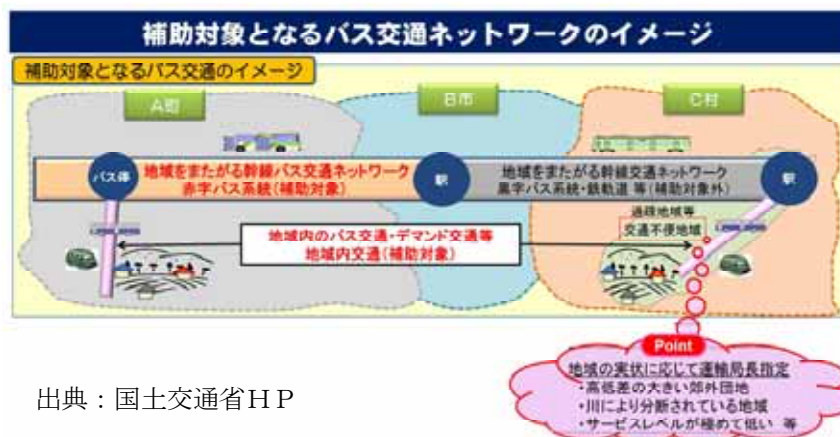 補助対象となるバス交通ネットワークのイメージ
補助対象となるバス交通のイメージ
A町
B市
C村
バス停
地域をまたがる幹線バス交通ネットワーク
赤字バス系統(補助対象)
駅
地域をまたがる幹線交通ネットワーク
黒字バス系統・鉄軌道 等(補助対象外)
駅
過疎地域等
交通不便地域
地域内のバス交通・デマンド交通等
地域内交通(補助対象)
Point
地域の実状に応じて運輸局長指定
・高低差の大きい郊外団地
・川により分断されている地域
・サービスレベルが極めて低い 等
出典：国土交通省ＨＰ